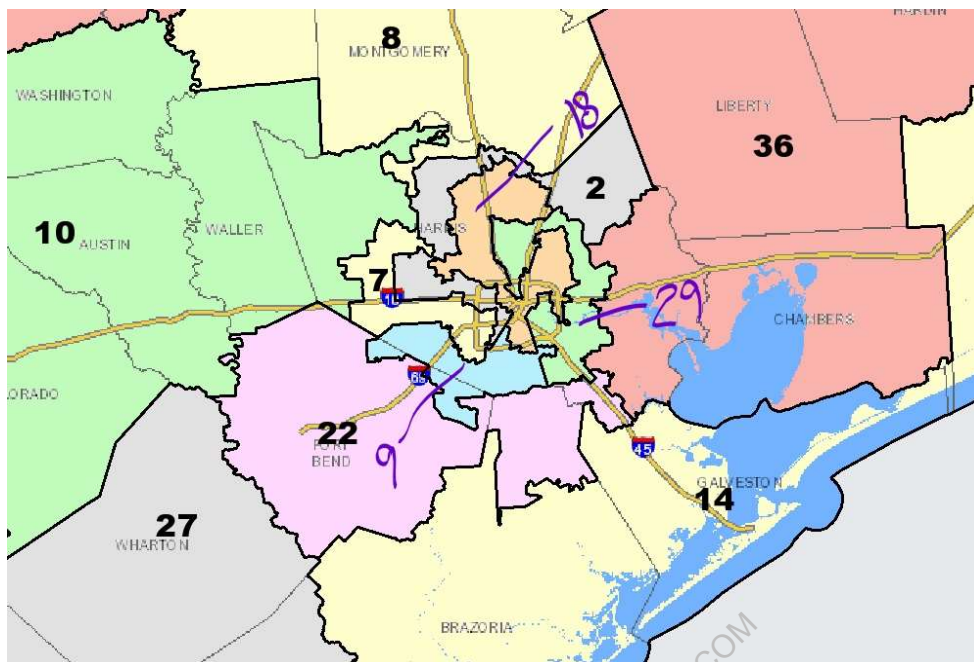 HARDIN
8
MONTGOMERY
WASHINGTON
18
LIBERTY
36
2
10
AUSTIN
WALLER
HARRIS
7
10
29
CHAMBERS
69
22
FORT
BEND
9
45
GALVESTON
14
27
WHARTON
BRAZORIA
.COM